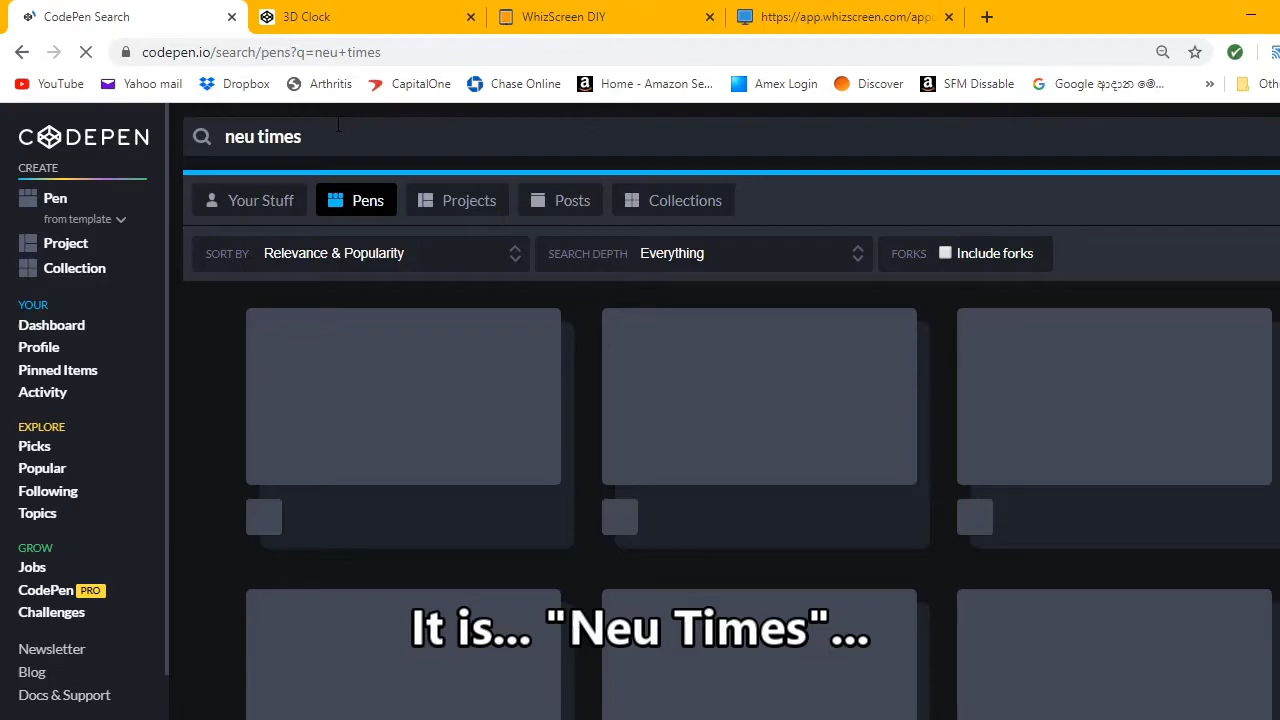 CodePen Search
3D Clock
WhizScreen DIY
https://app.whizscreen.com/app
codepen.io/search/pens?q=neu+times
YouTube
Yahoo mail
Dropbox
Arthritis
CapitalOne
Chase Online
Home - Amazon Se...
Amex Login
Discover
SFM Dissable
Google ආදාන මෙ...
»
Oth
CODEPEN
neu times
CREATE
Pen
from template
Project
Collection
YOUR
Dashboard
Profile
Pinned Items
Activity
EXPLORE
Picks
Popular
Following
Topics
GROW
Jobs
CodePen PRO
Challenges
Newsletter
Blog
Docs & Support
Your Stuff
Pens
Projects
Posts
Collections
SORT BY Relevance & Popularity
SEARCH DEPTH Everything
FORKS Include forks
It is... "Neu Times"...